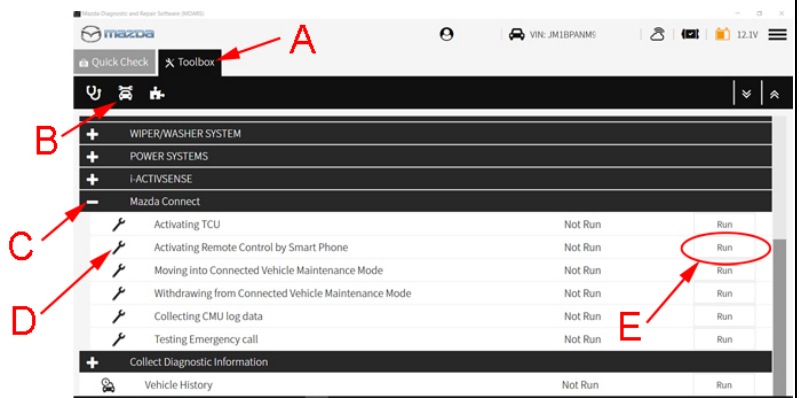 Mazda Diagnostic and Repair Software (MDARS)
mazda
VIN: JM1BPANM
12.1V
A
Quick Check
Toolbox
B
WIPER/WASHER SYSTEM
POWER SYSTEMS
i-ACTIVSENSE
C
Mazda Connect
Activating TCU Not Run Run
D
Activating Remote Control by Smart Phone Not Run Run
Moving into Connected Vehicle Maintenance Mode Not Run Run
Withdrawing from Connected Vehicle Maintenance Mode Not Run Run
Collecting CMU log data Not Run Run
E
Testing Emergency call Not Run Run
Collect Diagnostic Information
Vehicle History Not Run Run